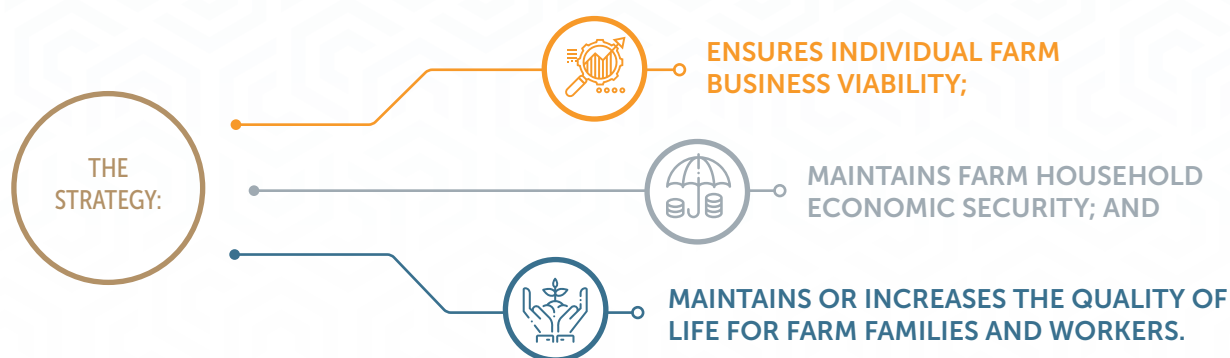 THE
STRATEGY:
ENSURES INDIVIDUAL FARM
BUSINESS VIABILITY;
MAINTAINS FARM HOUSEHOLD
ECONOMIC SECURITY; AND
MAINTAINS OR INCREASES THE QUALITY OF
LIFE FOR FARM FAMILIES AND WORKERS.